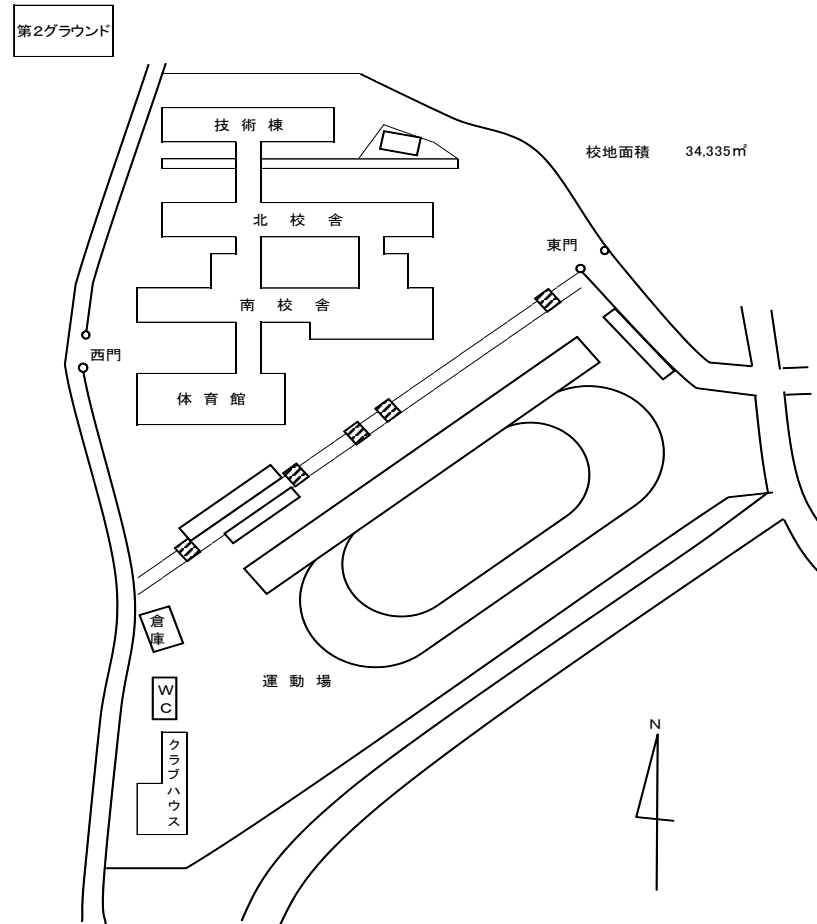 第2グラウンド
技術棟
校地面積 34,335㎡
北校舎
東門
南校舎
西門
体育館
倉庫
運動場
WC
N
クラブハウス